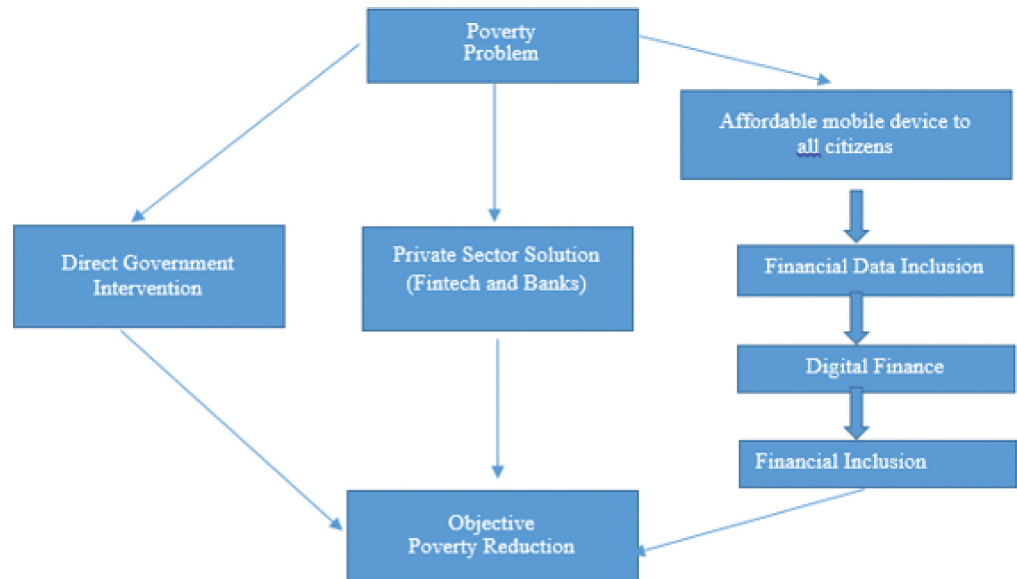 Poverty
Problem
Affordable mobile device to
all citizens
Direct Government
Intervention
Private Sector Solution
(Fintech and Banks)
Financial Data Inclusion
Digital Finance
Financial Inclusion
Objective
Poverty Reduction